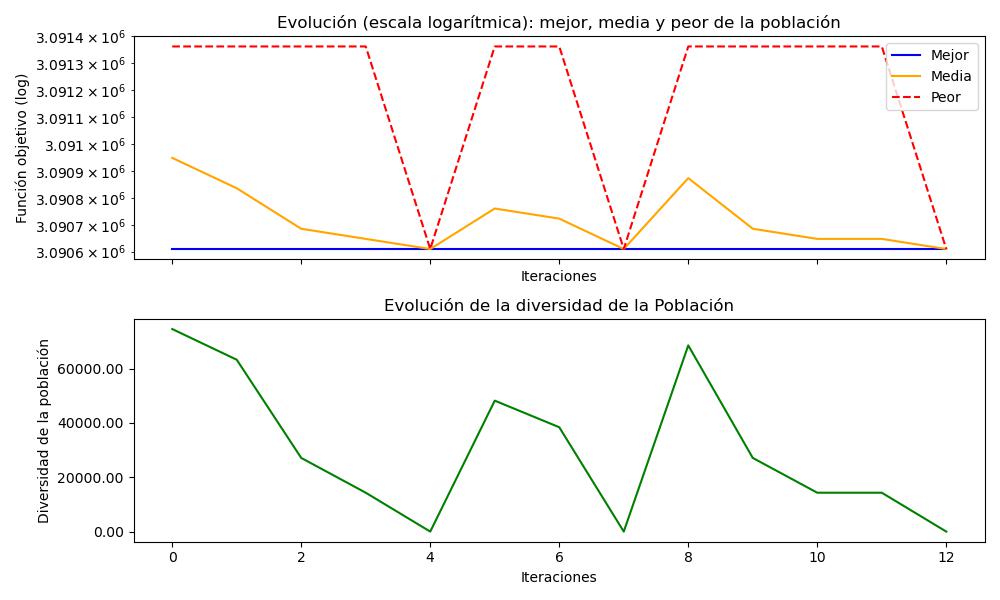 Evolución (escala logarítmica): mejor, media y peor de la población
3.0914 × 10⁶
3.0913 × 10⁶
3.0912 × 10⁶
3.0911 × 10⁶
3.091 × 10⁶
3.0909 × 10⁶
3.0908 × 10⁶
3.0907 × 10⁶
3.0906 × 10⁶
Función objetivo (log)
Mejor
Media
Peor
Iteraciones
Evolución de la diversidad de la Población
60000.00
40000.00
20000.00
0.00
Diversidad de la población
0 2 4 6 8 10 12
Iteraciones